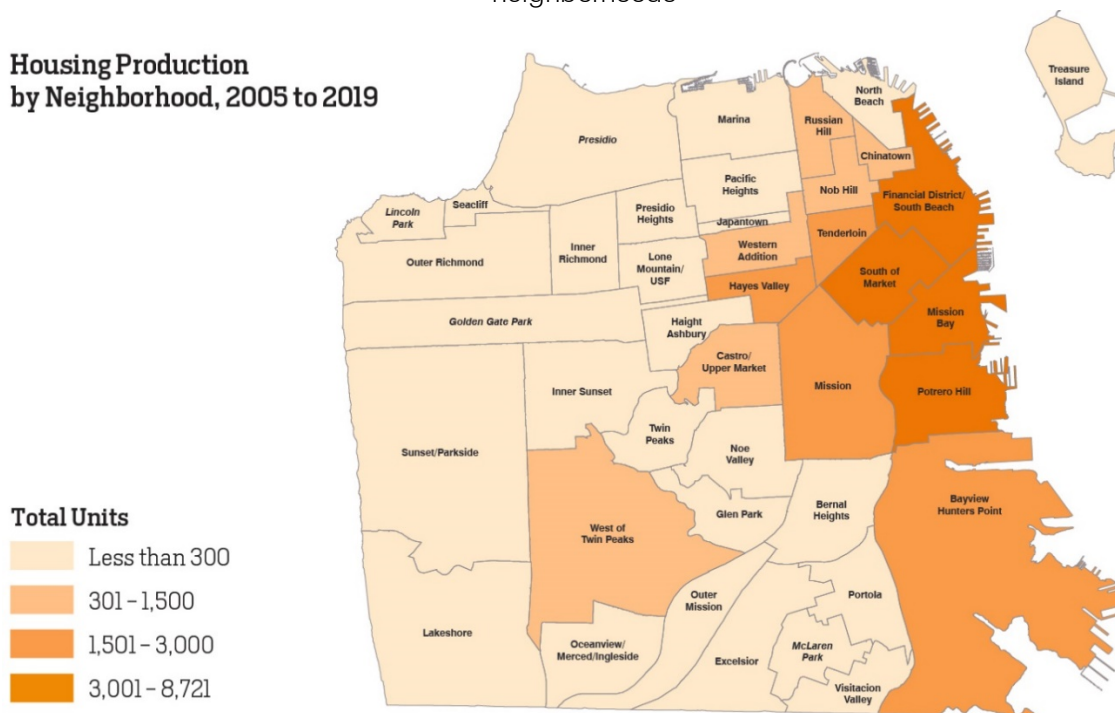 neighborhoods
Housing Production
by Neighborhood, 2005 to 2019
Treasure
Island
North
Beach
Marina
Russian
Hill
Presidio
Chinatown
Pacific
Heights
Nob Hill
Financial District/
South Beach
Seacliff
Lincoln
Park
Presidio
Heights
Japantown
Tenderloin
Outer Richmond
Inner
Richmond
Lone
Mountain/
USF
Western
Addition
South of
Market
Hayes Valley
Golden Gate Park
Haight
Ashbury
Mission
Bay
Castro/
Upper Market
Inner Sunset
Mission
Potrero Hill
Twin
Peaks
Sunset/Parkside
Noe
Valley
Bayview
Hunters Point
Glen Park
Bernal
Heights
West of
Twin Peaks
Total Units
Less than 300
301 – 1,500
1,501 – 3,000
3,001 – 8,721
Outer
Mission
Portola
Lakeshore
Oceanview/
Merced/Ingleside
McLaren
Park
Excelsior
Visitacion
Valley